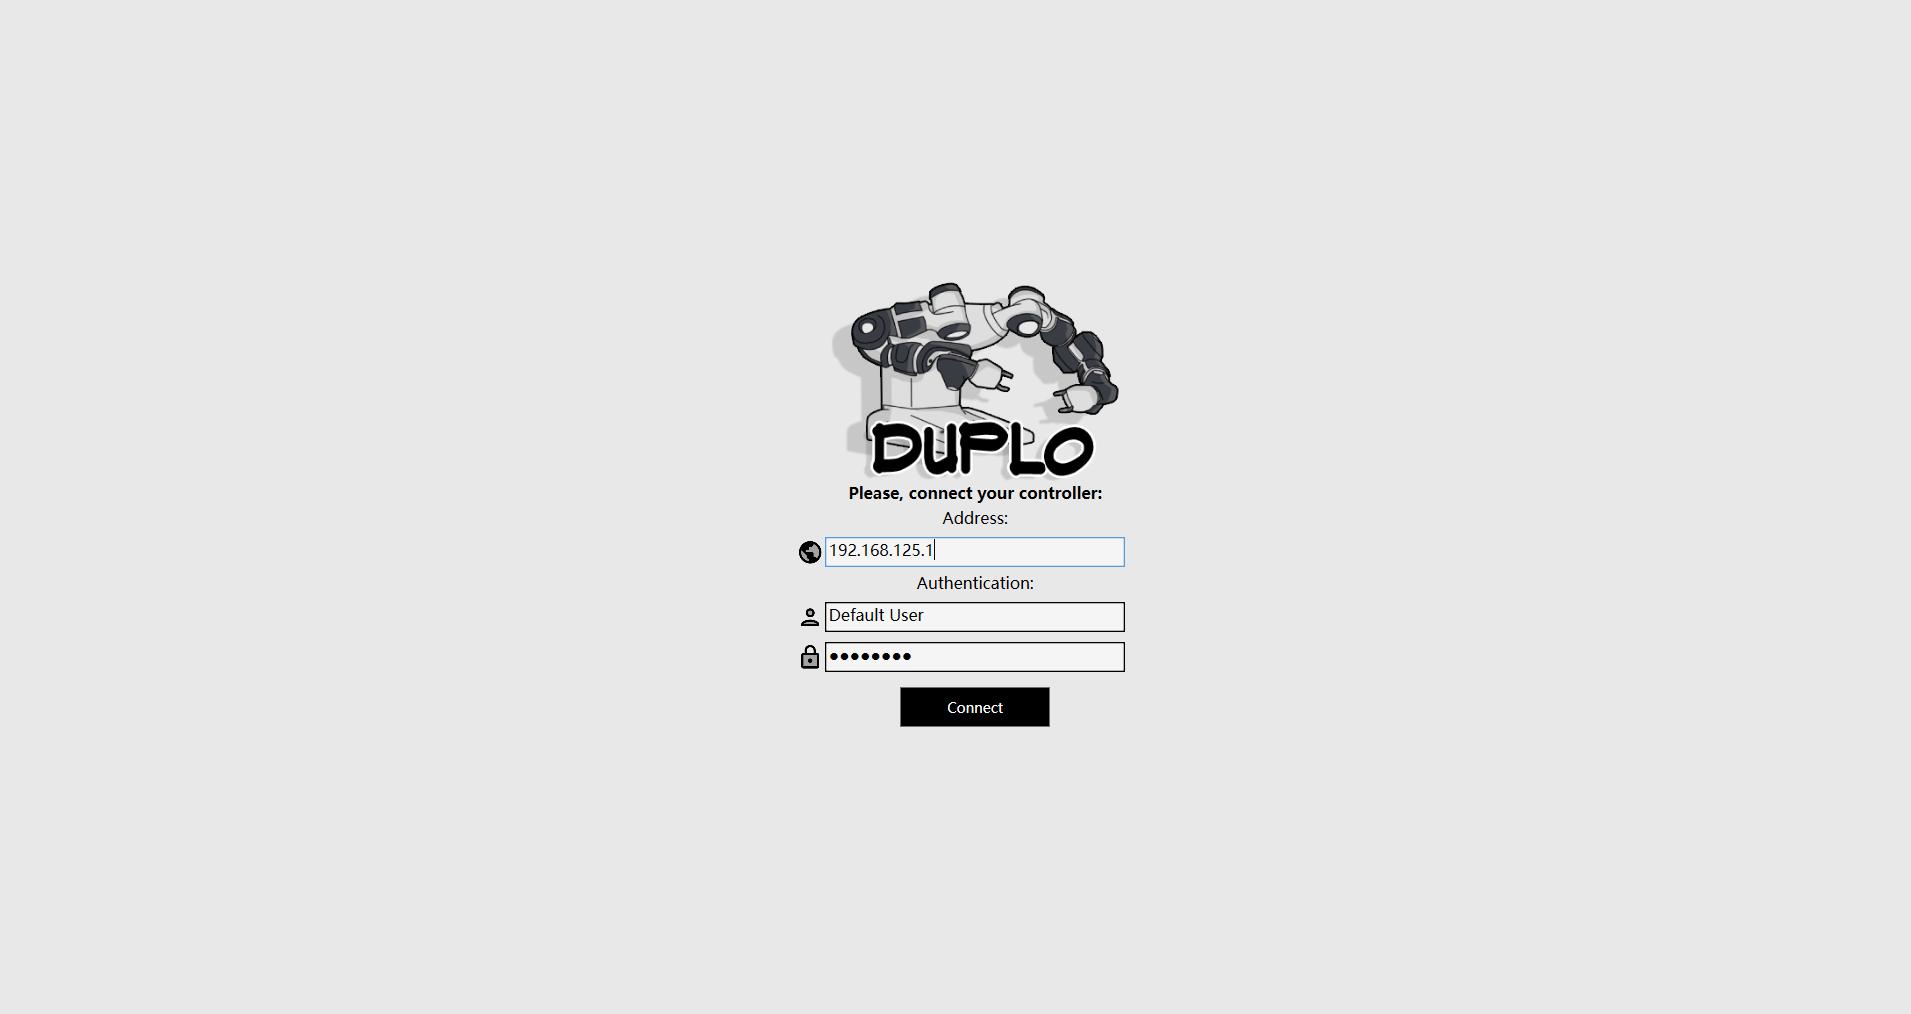 DUPLO
Please, connect your controller:
Address:
192.168.125.1
Authentication:
Default User
●●●●●●●●
Connect